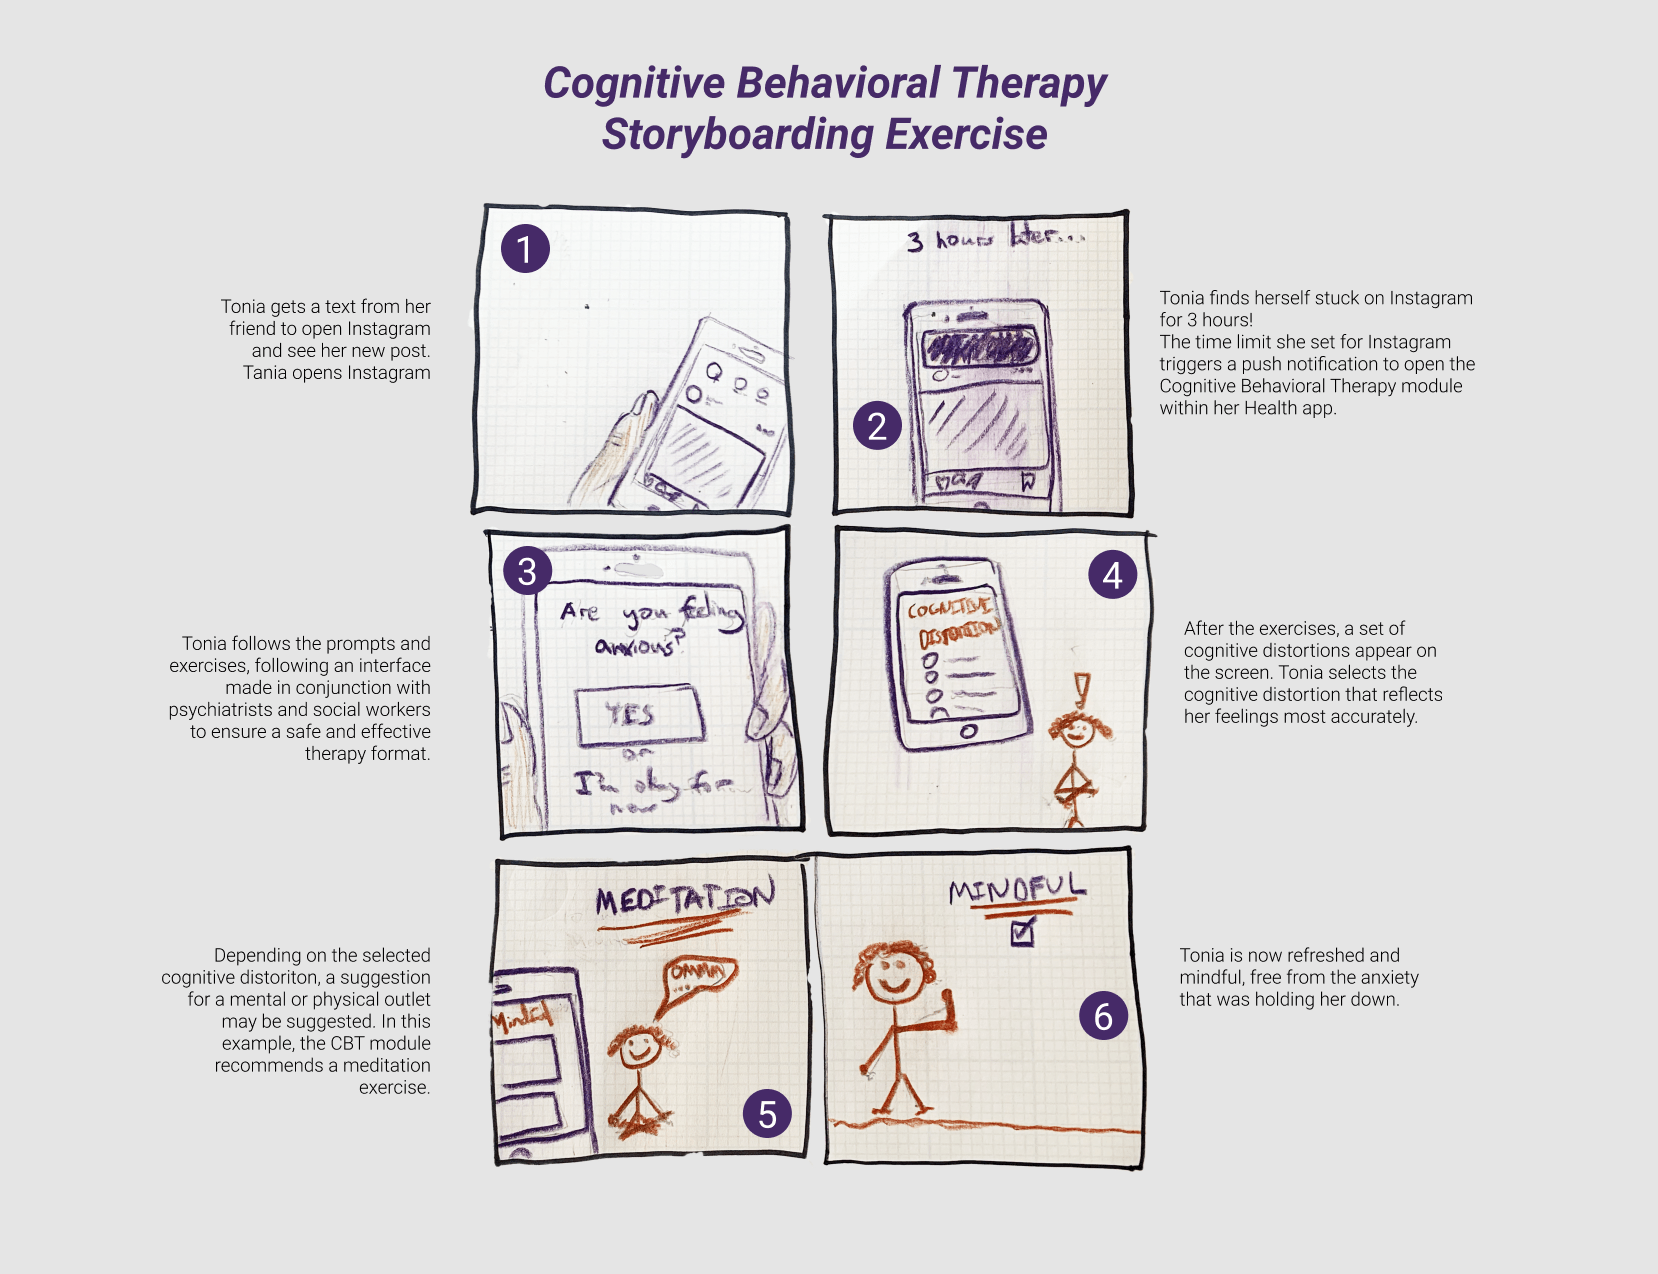 Cognitive Behavioral Therapy
Storyboarding Exercise
1
Tonia gets a text from her
friend to open Instagram
and see her new post.
Tania opens Instagram
3 hours later...
2
Tonia finds herself stuck on Instagram
for 3 hours!
The time limit she set for Instagram
triggers a push notification to open the
Cognitive Behavioral Therapy module
within her Health app.
3
Are you feeling
anxious?
YES
or
I'm okay for
now
Tonia follows the prompts and
exercises, following an interface
made in conjunction with
psychiatrists and social workers
to ensure a safe and effective
therapy format.
4
COGNITIVE
DISTORTION
After the exercises, a set of
cognitive distortions appear on
the screen. Tonia selects the
cognitive distortion that reflects
her feelings most accurately.
MEDITATION
OMMM
...
Mindful
5
Depending on the selected
cognitive distoriton, a suggestion
for a mental or physical outlet
may be suggested. In this
example, the CBT module
recommends a meditation
exercise.
MINDFUL
6
Tonia is now refreshed and
mindful, free from the anxiety
that was holding her down.